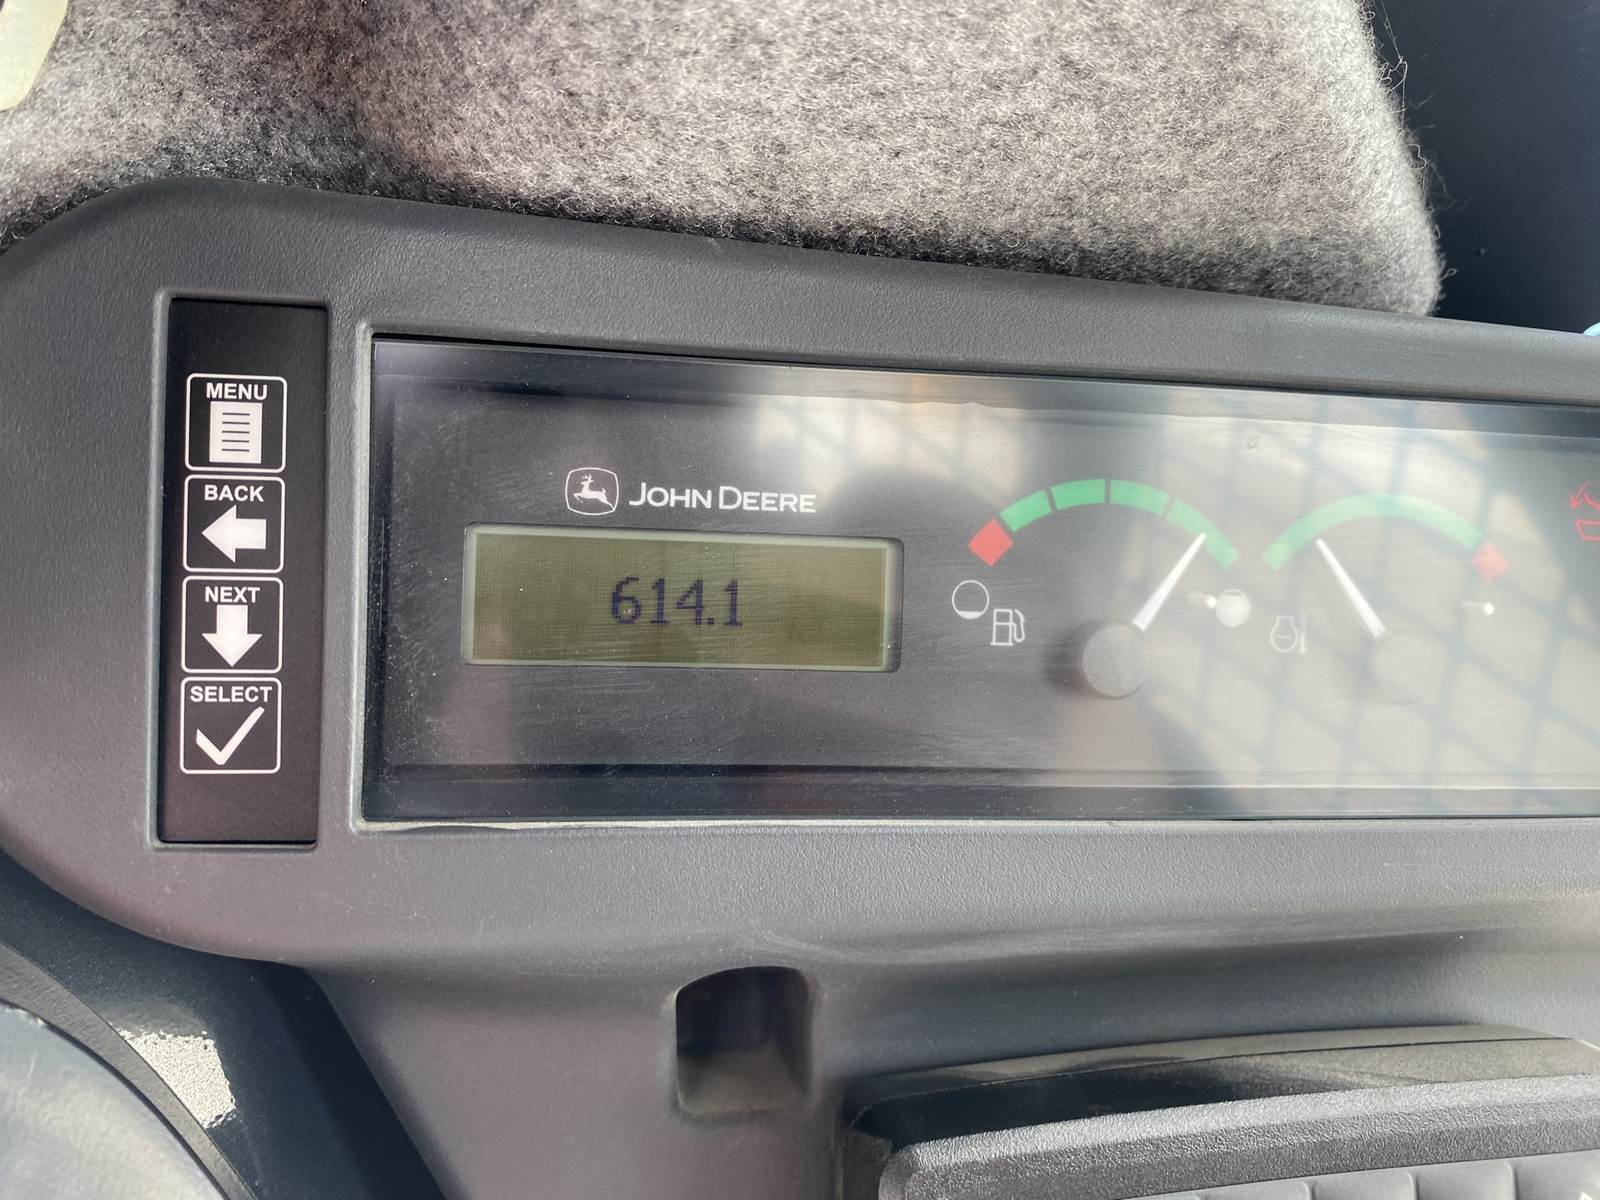 MENU
BACK
NEXT
SELECT
JOHN DEERE
614.1